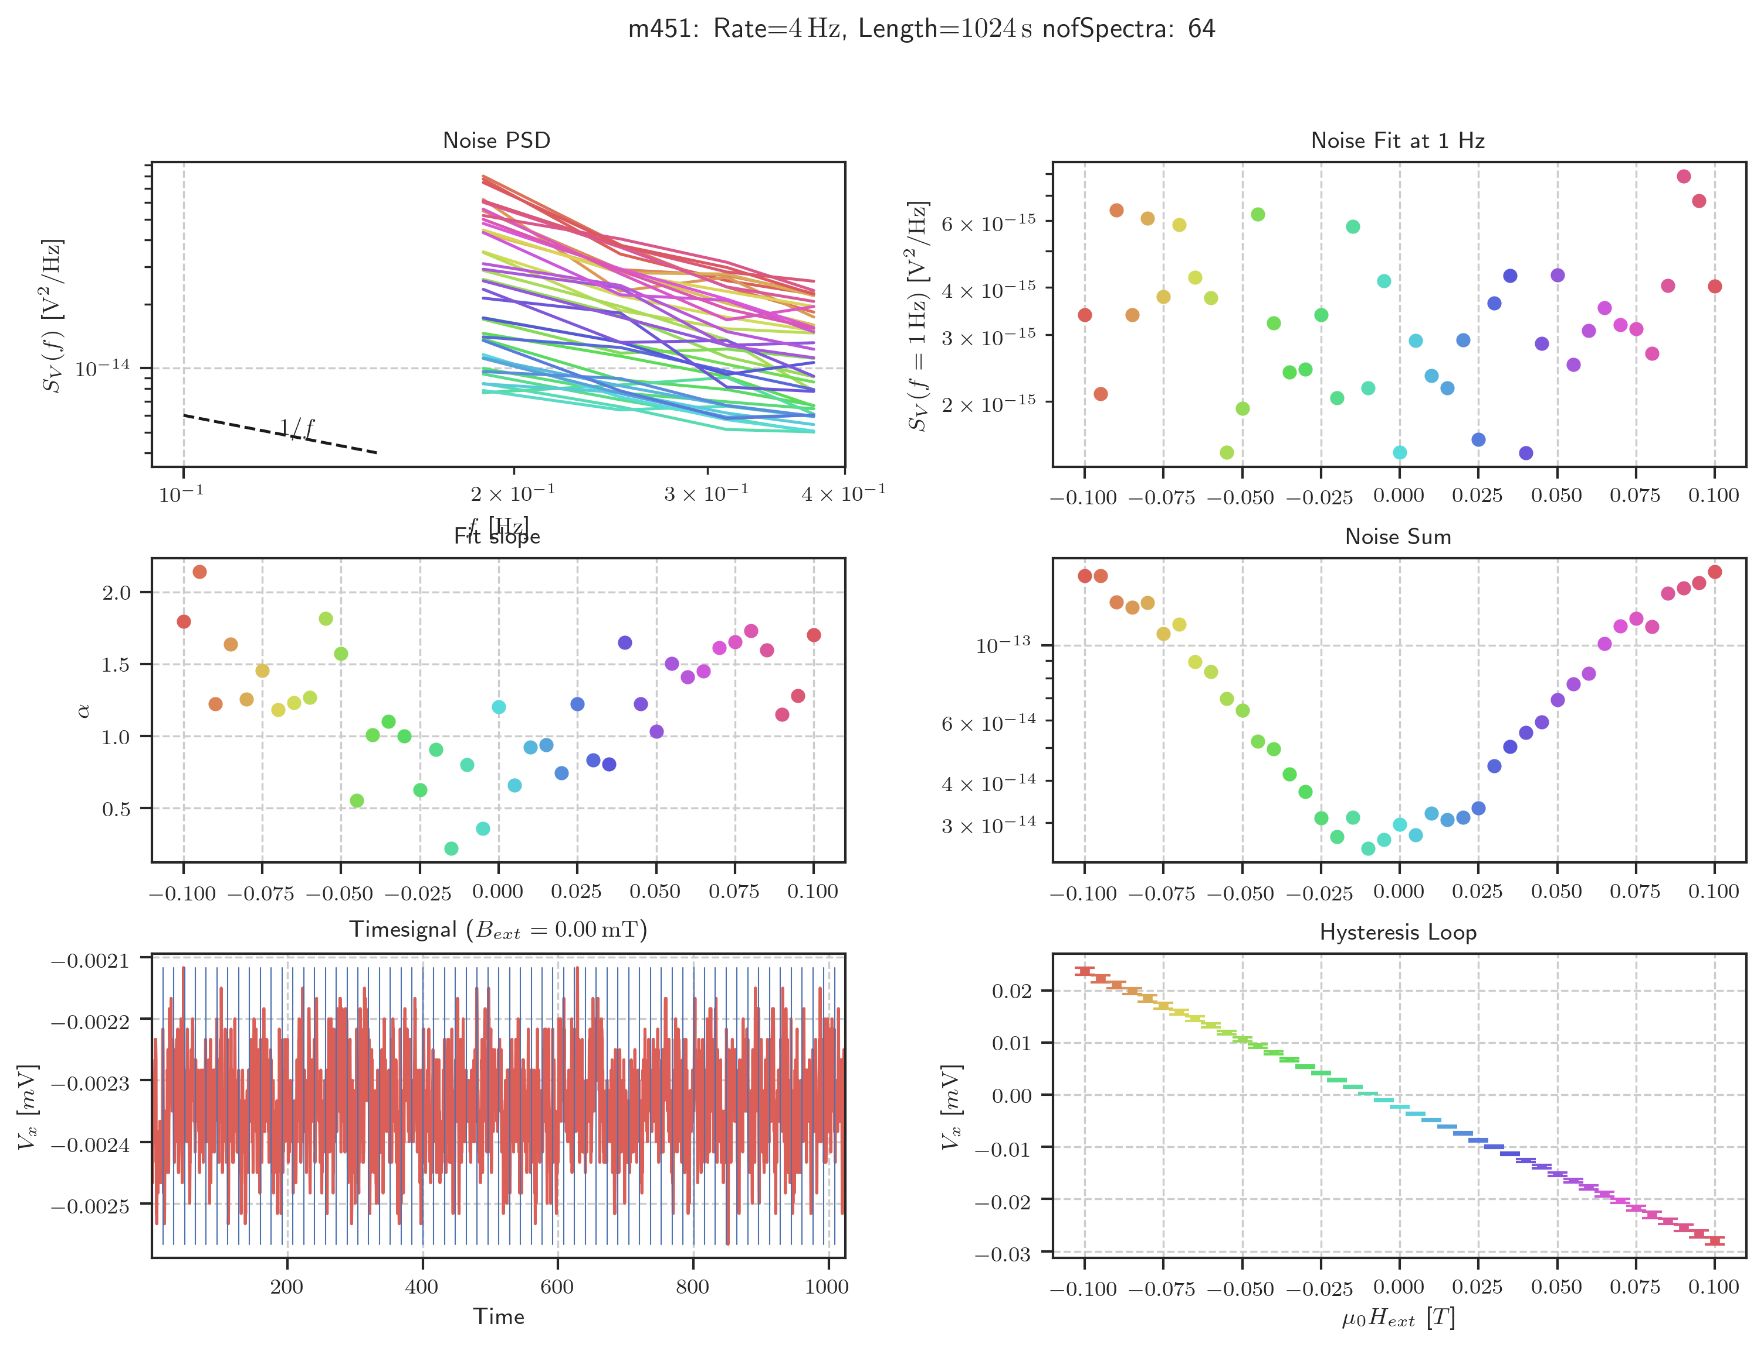 m451: Rate=4 Hz, Length=1024 s nofSpectra: 64
Noise PSD
S_V(f) [V²/Hz]
10⁻¹⁴
1/f
10⁻¹ 2 × 10⁻¹ 3 × 10⁻¹ 4 × 10⁻¹
f [Hz]
Noise Fit at 1 Hz
S_V(f = 1 Hz) [V²/Hz]
6 × 10⁻¹⁵
4 × 10⁻¹⁵
3 × 10⁻¹⁵
2 × 10⁻¹⁵
−0.100 −0.075 −0.050 −0.025 0.000 0.025 0.050 0.075 0.100
Fit slope
α
2.0
1.5
1.0
0.5
−0.100 −0.075 −0.050 −0.025 0.000 0.025 0.050 0.075 0.100
Noise Sum
10⁻¹³
6 × 10⁻¹⁴
4 × 10⁻¹⁴
3 × 10⁻¹⁴
−0.100 −0.075 −0.050 −0.025 0.000 0.025 0.050 0.075 0.100
Timesignal (B_ext = 0.00 mT)
V_x [mV]
−0.0021
−0.0022
−0.0023
−0.0024
−0.0025
200 400 600 800 1000
Time
Hysteresis Loop
V_x [mV]
0.02
0.01
0.00
−0.01
−0.02
−0.03
−0.100 −0.075 −0.050 −0.025 0.000 0.025 0.050 0.075 0.100
μ₀H_ext [T]